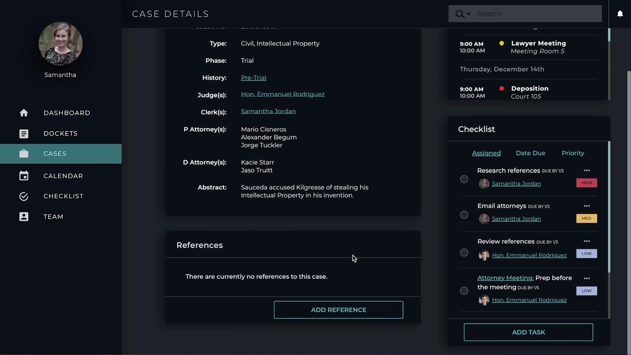 CASE DETAILS
Search
Samantha
DASHBOARD
DOCKETS
CASES
CALENDAR
CHECKLIST
TEAM
Type: Civil, Intellectual Property
Phase: Trial
History: Pre-Trial
Judge(s): Hon. Emmanuel Rodriguez
Clerk(s): Samantha Jordan
P Attorney(s): Mario Cisneros
Alexander Begum
Jorge Tuckler
D Attorney(s): Kacie Starr
Jaso Truitt
Abstract: Sauceda accused Kilgrease of stealing his
Intellectual Property in his invention.
References
There are currently no references to this case.
ADD REFERENCE
9:00 AM Lawyer Meeting
10:00 AM Meeting Room 5
Thursday, December 14th
9:00 AM Deposition
10:00 AM Court 105
Checklist
Assigned Date Due Priority
Research references DUE BY 1/5
Samantha Jordan HIGH
Email attorneys DUE BY 1/5
Samantha Jordan MED
Review references DUE BY 1/5
Hon. Emmanuel Rodriguez LOW
Attorney Meeting: Prep before
the meeting DUE BY 1/5 LOW
Hon. Emmanuel Rodriguez
ADD TASK